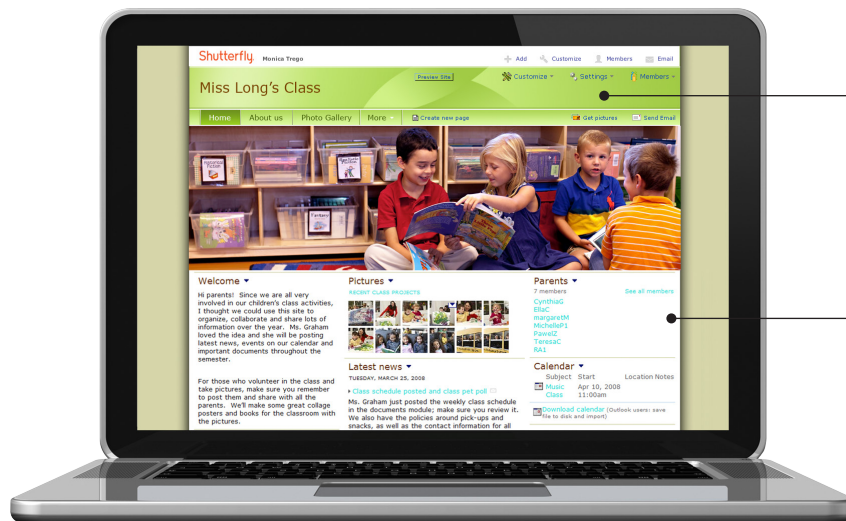 Shutterfly. Monica Trego
Add Customize Members Email
Miss Long's Class
Preview Site
Customize Settings Members
Home About us Photo Gallery More Create new page Get pictures Send Email
Historical Fiction
Fantasy
Welcome
Hi parents! Since we are all very
involved in our children's class activities,
I thought we could use this site to
organize, collaborate and share lots of
information over the year. Ms. Graham
loved the idea and she will be posting
latest news, events on our calendar and
important documents throughout the
semester.
For those who volunteer in the class and
take pictures, make sure you remember
to post them and share with all the
parents. We'll make some great collage
posters and books for the classroom with
the pictures.
Pictures
RECENT CLASS PROJECTS
Latest news
TUESDAY, MARCH 25, 2008
Class schedule posted and class pet poll
Ms. Graham just posted the weekly class schedule
in the documents module; make sure you review it.
We also have the policies around pick-ups and
snacks, as well as the contact information for all
Parents
7 members See all members
CynthiaG
EllaC
margaretM
MichelleP1
PawelZ
TeresaC
RA1
Calendar
Subject Start Location Notes
Music Apr 10, 2008
Class 11:00am
Download calendar (Outlook users: save
file to disk and import)